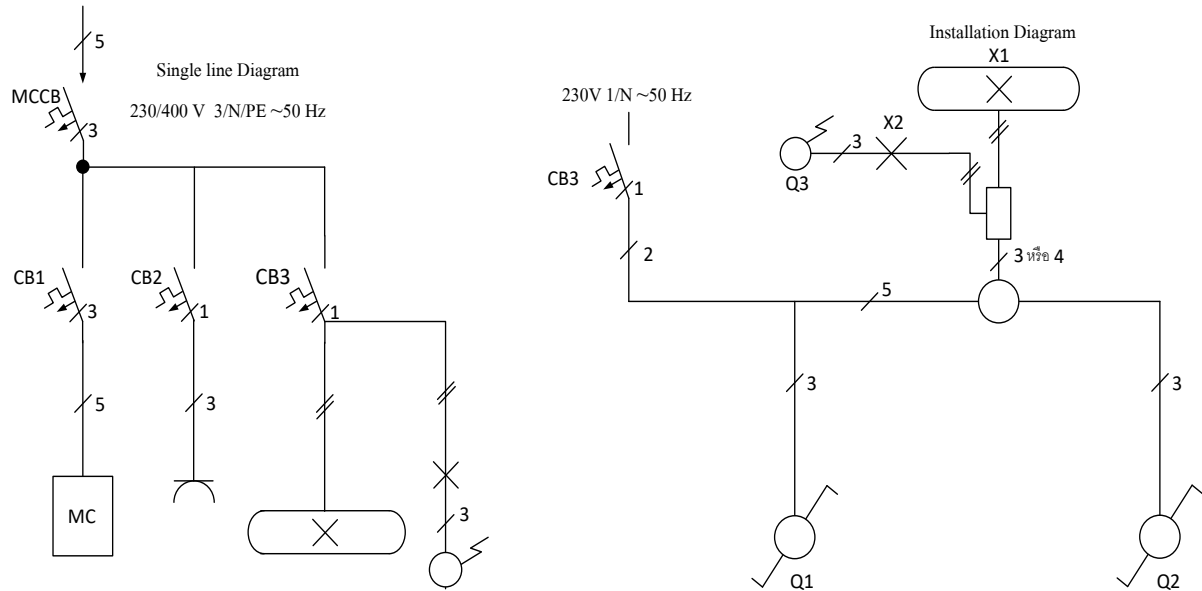 5
Single line Diagram
MCCB
230/400 V 3/N/PE ~50 Hz
3
CB1
3
CB2
1
CB3
1
5
3
3
MC
Installation Diagram
X1
230V 1/N ~50 Hz
X2
3
Q3
CB3
1
2
3 หรือ 4
5
3
3
Q1
Q2